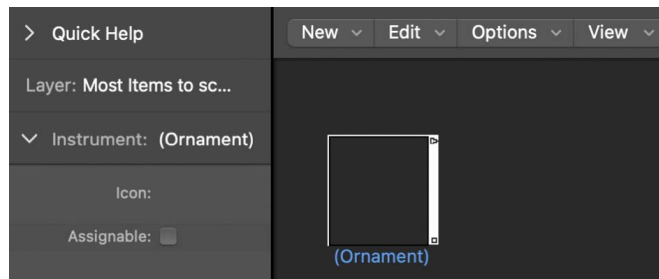 Quick Help
Layer: Most Items to sc...
Instrument: (Ornament)
Icon:
Assignable:
New Edit Options View
(Ornament)